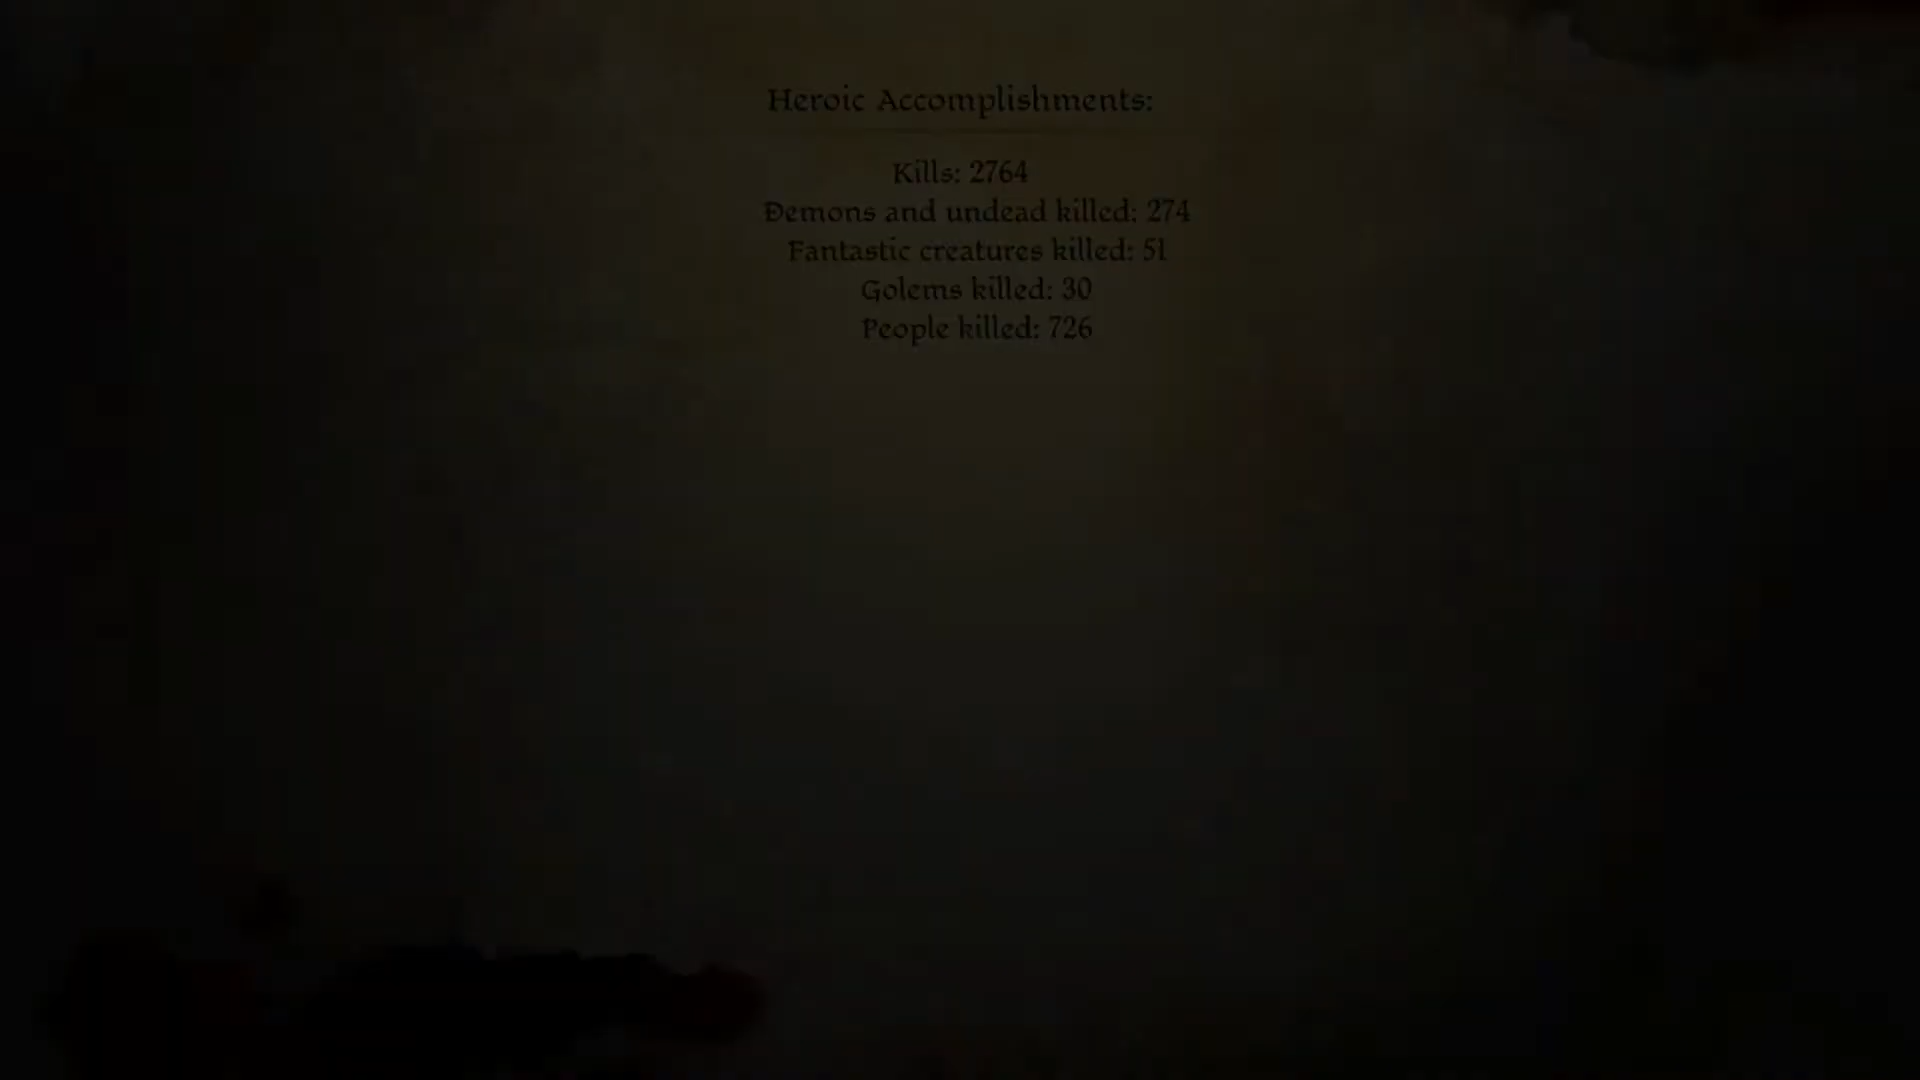 Heroic Accomplishments:
Kills: 2764
Demons and undead killed: 274
Fantastic creatures killed: 51
Golems killed: 30
People killed: 726